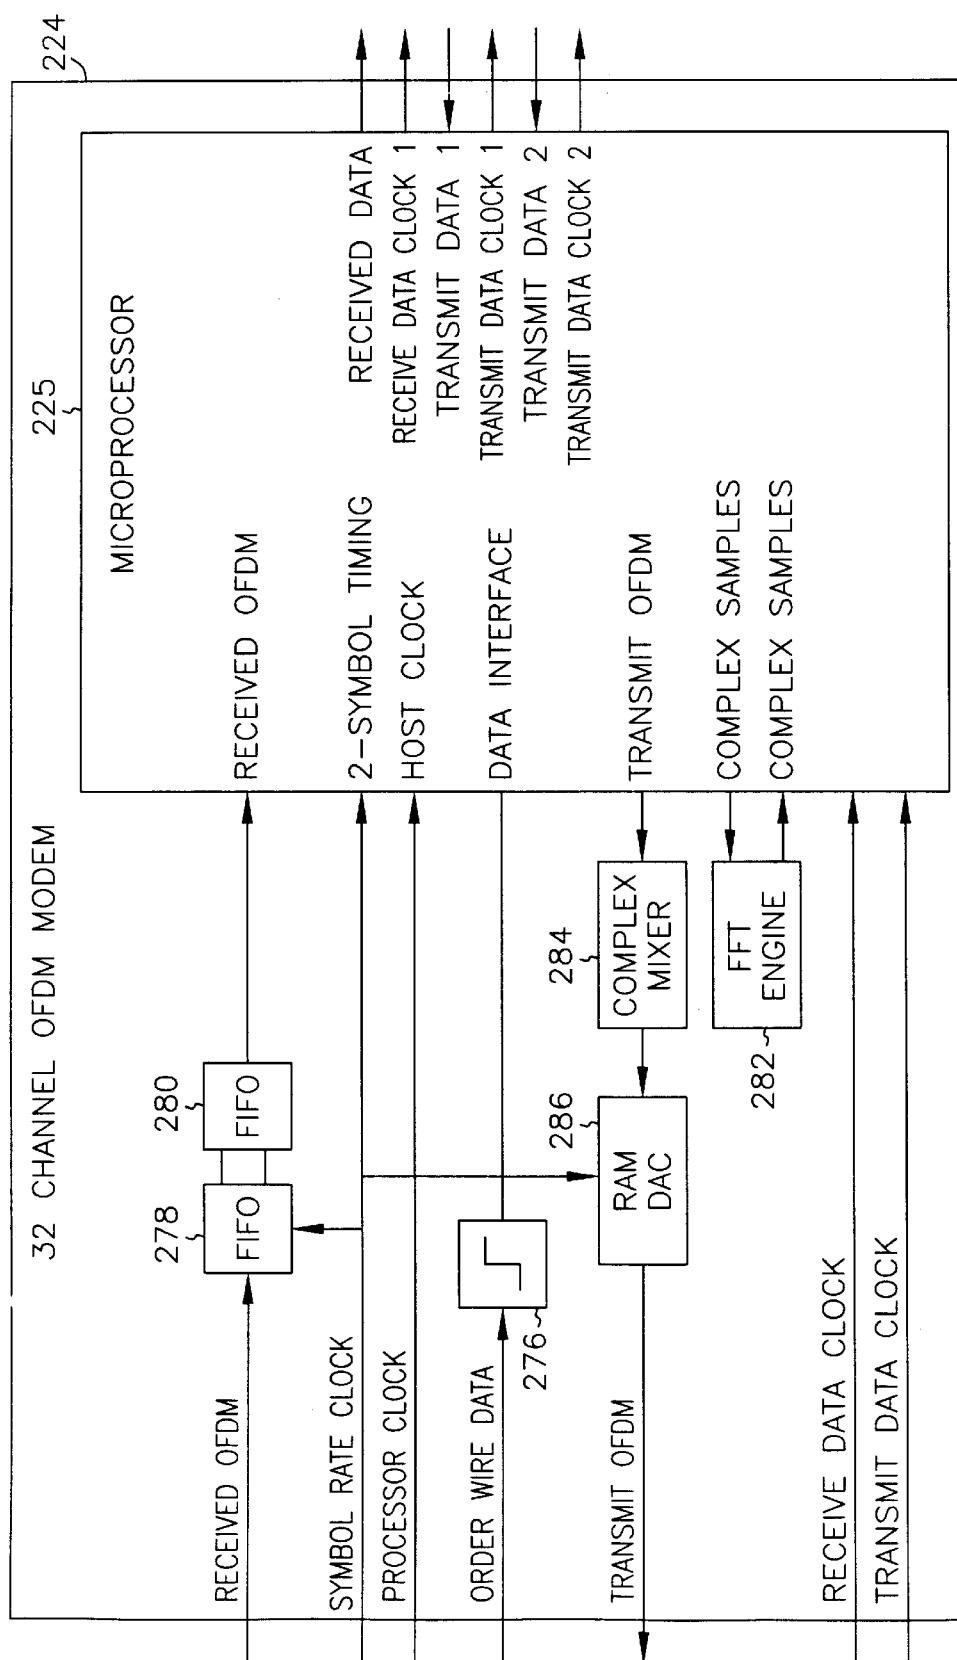 32 CHANNEL OFDM MODEM
224
225
MICROPROCESSOR
RECEIVED OFDM
278
FIFO
280
FIFO
RECEIVED OFDM
SYMBOL RATE CLOCK
2-SYMBOL TIMING
RECEIVED DATA
PROCESSOR CLOCK
HOST CLOCK
RECEIVE DATA CLOCK 1
TRANSMIT DATA 1
ORDER WIRE DATA
276
DATA INTERFACE
TRANSMIT DATA CLOCK 1
TRANSMIT DATA 2
TRANSMIT DATA CLOCK 2
TRANSMIT OFDM
286
RAM
DAC
284
COMPLEX
MIXER
TRANSMIT OFDM
282
FFT
ENGINE
COMPLEX SAMPLES
COMPLEX SAMPLES
RECEIVE DATA CLOCK
TRANSMIT DATA CLOCK